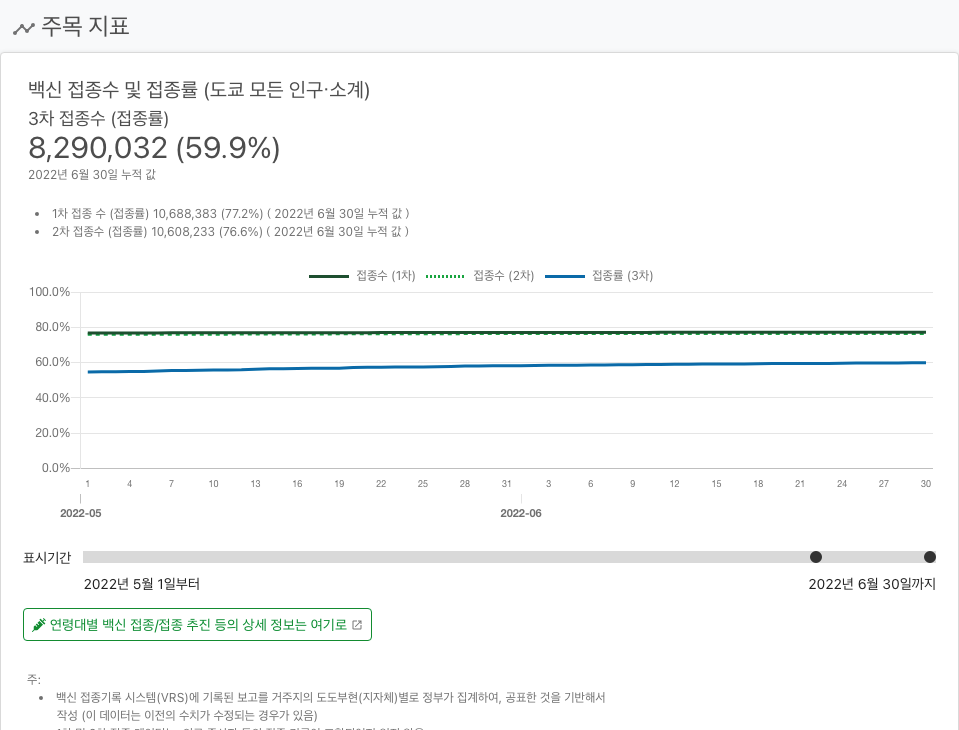 주목 지표
백신 접종수 및 접종률 (도쿄 모든 인구·소계)
3차 접종수 (접종률)
8,290,032 (59.9%)
2022년 6월 30일 누적 값
1차 접종 수 (접종률) 10,688,383 (77.2%) ( 2022년 6월 30일 누적 값 )
2차 접종수 (접종률) 10,608,233 (76.6%) ( 2022년 6월 30일 누적 값 )
접종수 (1차) 접종수 (2차) 접종률 (3차)
100.0%
80.0%
60.0%
40.0%
20.0%
0.0%
1 4 7 10 13 16 19 22 25 28 31 3 6 9 12 15 18 21 24 27 30
2022-05 2022-06
표시기간
2022년 5월 1일부터 2022년 6월 30일까지
연령대별 백신 접종/접종 추진 등의 상세 정보는 여기로
주:
백신 접종기록 시스템(VRS)에 기록된 보고를 거주지의 도도부현(지자체)별로 정부가 집계하여, 공표한 것을 기반해서
작성 (이 데이터는 이전의 수치가 수정되는 경우가 있음)